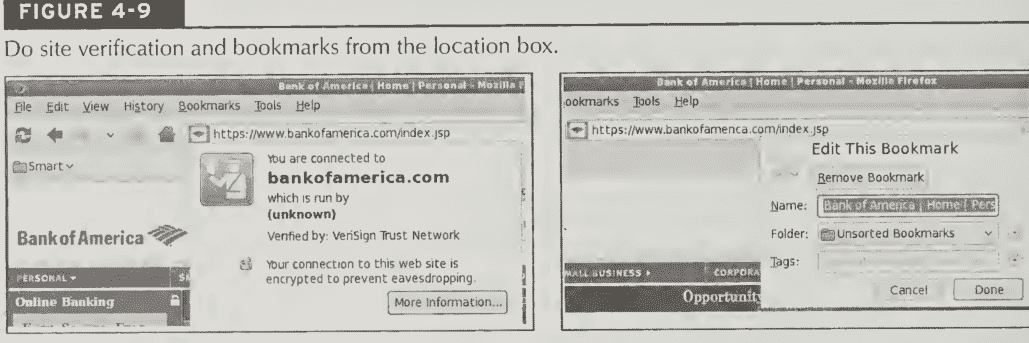 FIGURE 4-9
Do site verification and bookmarks from the location box.
Bank of America | Home | Personal - Mozilla F
File Edit View History Bookmarks Tools Help
https://www.bankofamerica.com/index.jsp
Smart
You are connected to
bankofamerica.com
which is run by
(unknown)
Verified by: VeriSign Trust Network
Your connection to this web site is
encrypted to prevent eavesdropping.
More Information...
Bank of America
PERSONAL
SM
Online Banking
Bank of America | Home | Personal - Mozilla Firefox
ookmarks Tools Help
https://www.bankofamerica.com/index.jsp
Edit This Bookmark
Remove Bookmark
Name: Bank of America | Home | Pers
Folder: Unsorted Bookmarks
Tags:
Cancel Done
MALL BUSINESS
CORPORA
Opportunity